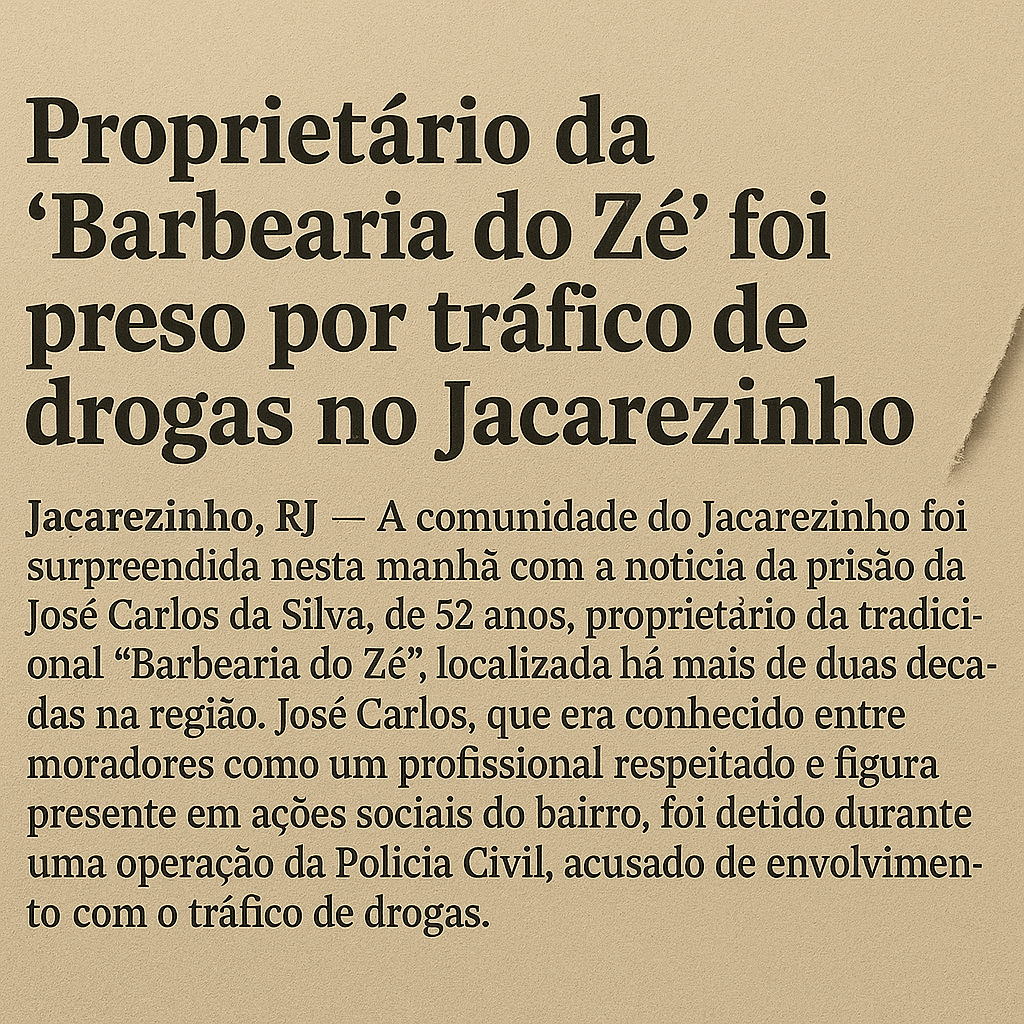 Proprietário da
‘Barbearia do Zé’ foi
preso por tráfico de
drogas no Jacarezinho
Jacarezinho, RJ — A comunidade do Jacarezinho foi
surpreendida nesta manhã com a noticia da prisão da
José Carlos da Silva, de 52 anos, proprietário da tradici-
onal “Barbearia do Zé”, localizada há mais de duas deca-
das na região. José Carlos, que era conhecido entre
moradores como um profissional respeitado e figura
presente em ações sociais do bairro, foi detido durante
uma operação da Policia Civil, acusado de envolvimen-
to com o tráfico de drogas.